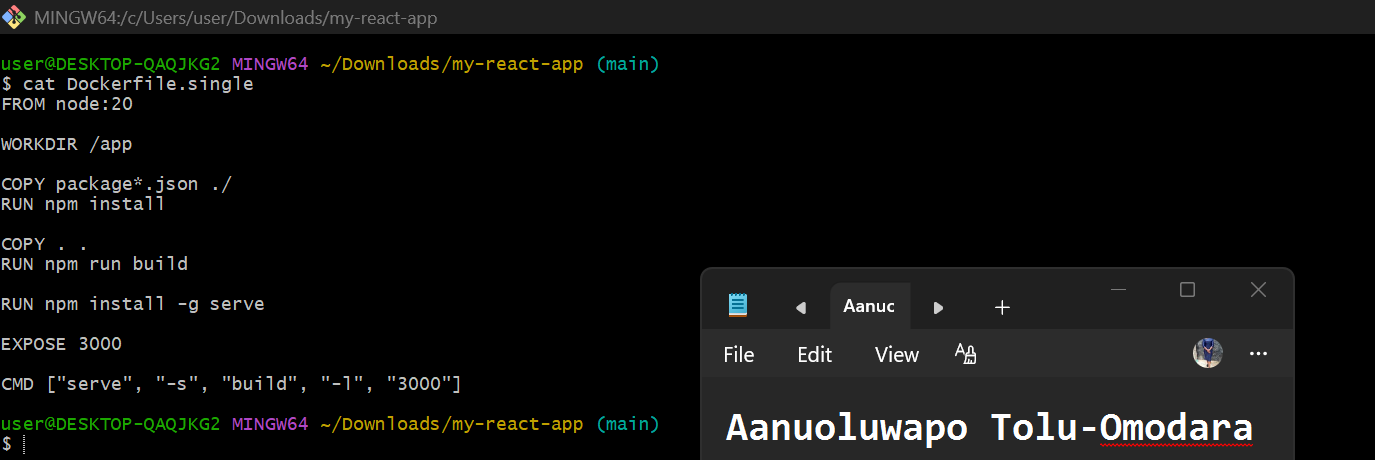 MINGW64:/c/Users/user/Downloads/my-react-app
user@DESKTOP-QAQJKG2 MINGW64 ~/Downloads/my-react-app (main)
$ cat Dockerfile.single
FROM node:20
WORKDIR /app
COPY package*.json ./
RUN npm install
COPY . .
RUN npm run build
RUN npm install -g serve
EXPOSE 3000
CMD ["serve", "-s", "build", "-l", "3000"]
user@DESKTOP-QAQJKG2 MINGW64 ~/Downloads/my-react-app (main)
$
Aanuc
File Edit View
Aanuoluwapo Tolu-Omodara